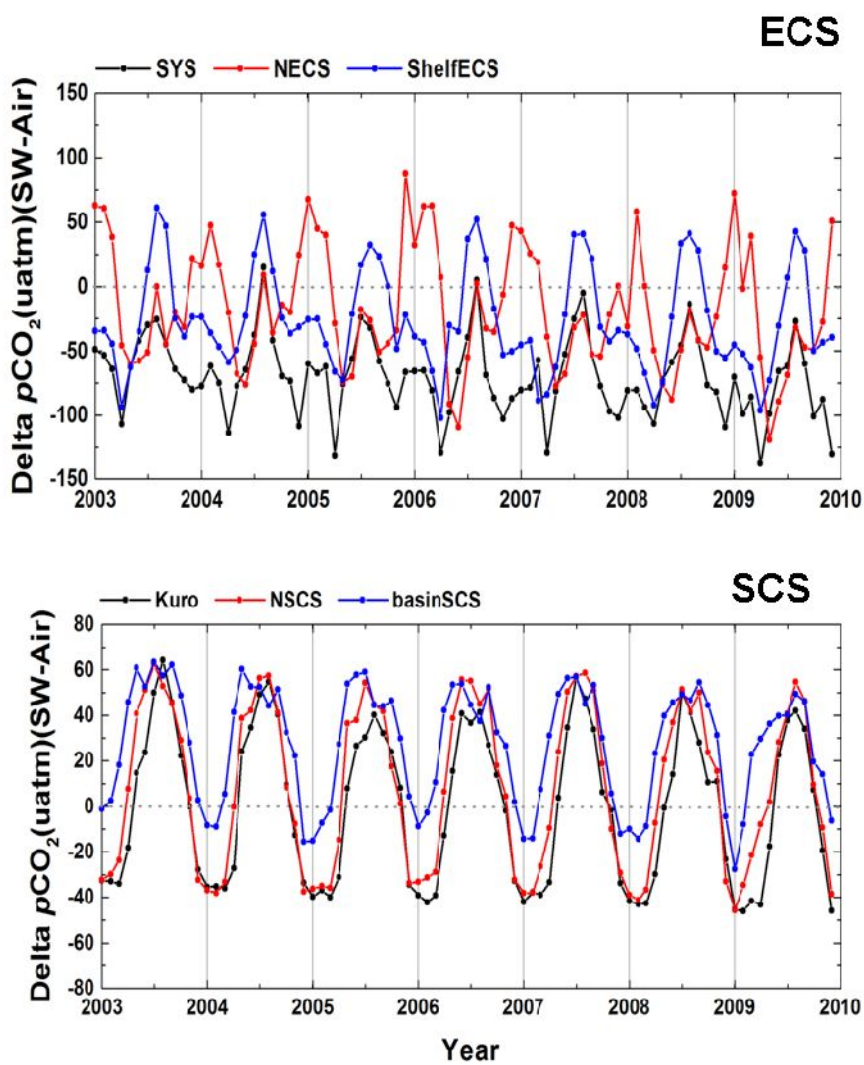 ECS
SYS NECS ShelfECS
Delta pCO2(uatm)(SW-Air)
150
100
50
0
-50
-100
-150
2003 2004 2005 2006 2007 2008 2009 2010
SCS
Kuro NSCS basinSCS
Delta pCO2(uatm)(SW-Air)
80
60
40
20
0
-20
-40
-60
-80
2003 2004 2005 2006 2007 2008 2009 2010
Year